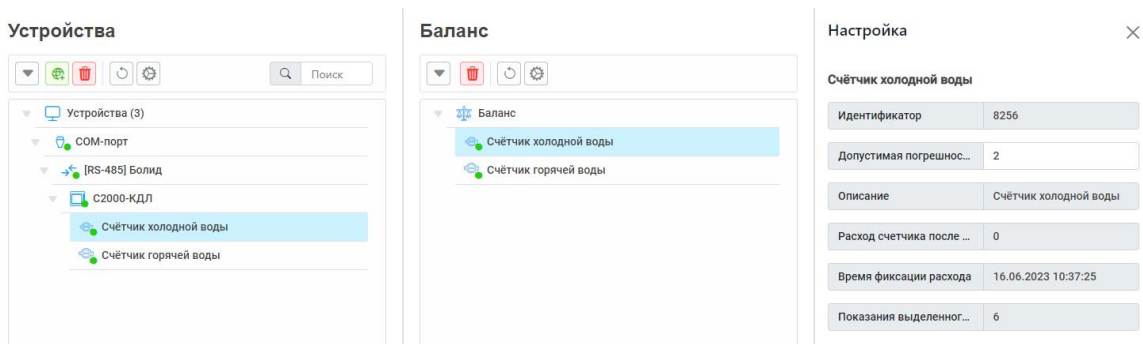 Устройства
Поиск
Устройства (3)
COM-порт
[RS-485] Болид
С2000-КДЛ
Счётчик холодной воды
Счётчик горячей воды
Баланс
Баланс
Счётчик холодной воды
Счётчик горячей воды
Настройка
Счётчик холодной воды
Идентификатор 8256
Допустимая погрешнос... 2
Описание Счётчик холодной воды
Расход счетчика после ... 0
Время фиксации расхода 16.06.2023 10:37:25
Показания выделенног... 6